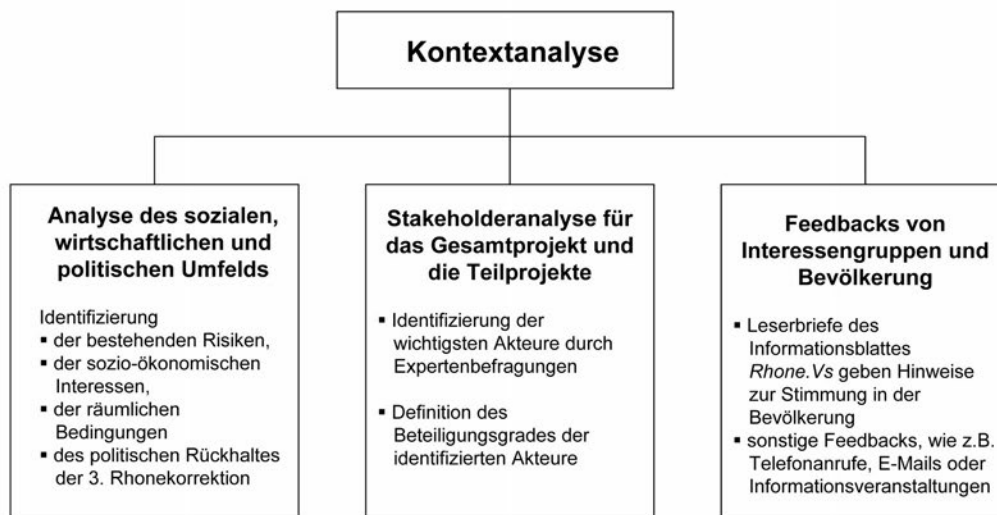 Kontextanalyse
Analyse des sozialen,
wirtschaftlichen und
politischen Umfelds
Identifizierung
▪ der bestehenden Risiken,
▪ der sozio-ökonomischen
Interessen,
▪ der räumlichen
Bedingungen
▪ des politischen Rückhaltes
der 3. Rhonekorrektion
Stakeholderanalyse für
das Gesamtprojekt und
die Teilprojekte
▪ Identifizierung der
wichtigsten Akteure durch
Expertenbefragungen
▪ Definition des
Beteiligungsgrades der
identifizierten Akteure
Feedbacks von
Interessengruppen und
Bevölkerung
▪ Leserbriefe des
Informationsblattes
Rhone.Vs geben Hinweise
zur Stimmung in der
Bevölkerung
▪ sonstige Feedbacks, wie z.B.
Telefonanrufe, E-Mails oder
Informationsveranstaltungen